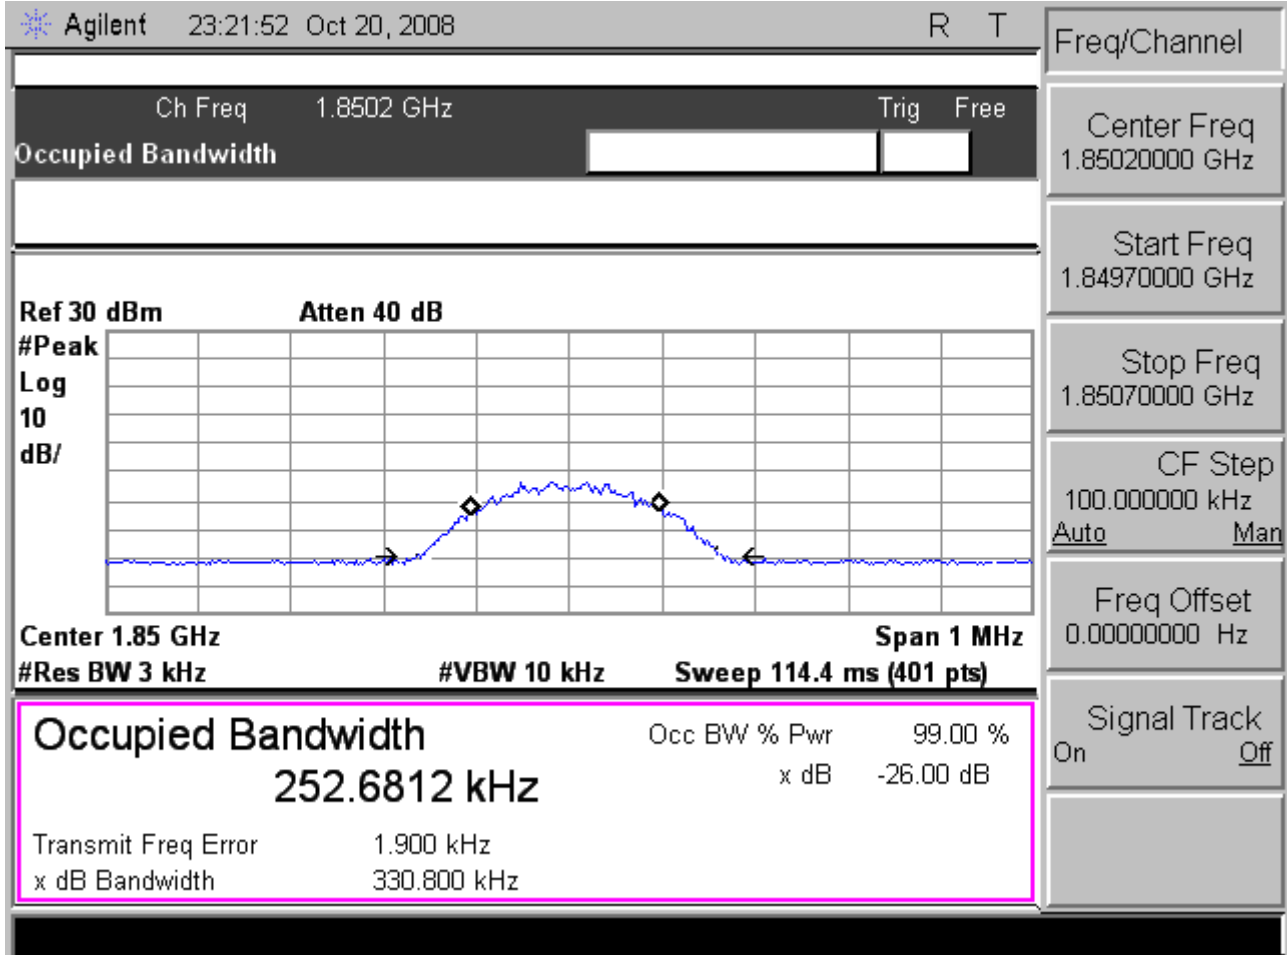 Agilent 23:21:52 Oct 20, 2008 R T
Freq/Channel
Ch Freq 1.8502 GHz Trig Free
Occupied Bandwidth
Center Freq
1.85020000 GHz
Start Freq
1.84970000 GHz
Stop Freq
1.85070000 GHz
CF Step
100.000000 kHz
Auto Man
Freq Offset
0.00000000 Hz
Signal Track
On Off
Ref 30 dBm Atten 40 dB
#Peak
Log
10
dB/
Center 1.85 GHz Span 1 MHz
#Res BW 3 kHz #VBW 10 kHz Sweep 114.4 ms (401 pts)
Occupied Bandwidth
252.6812 kHz
Occ BW % Pwr 99.00 %
x dB -26.00 dB
Transmit Freq Error 1.900 kHz
x dB Bandwidth 330.800 kHz